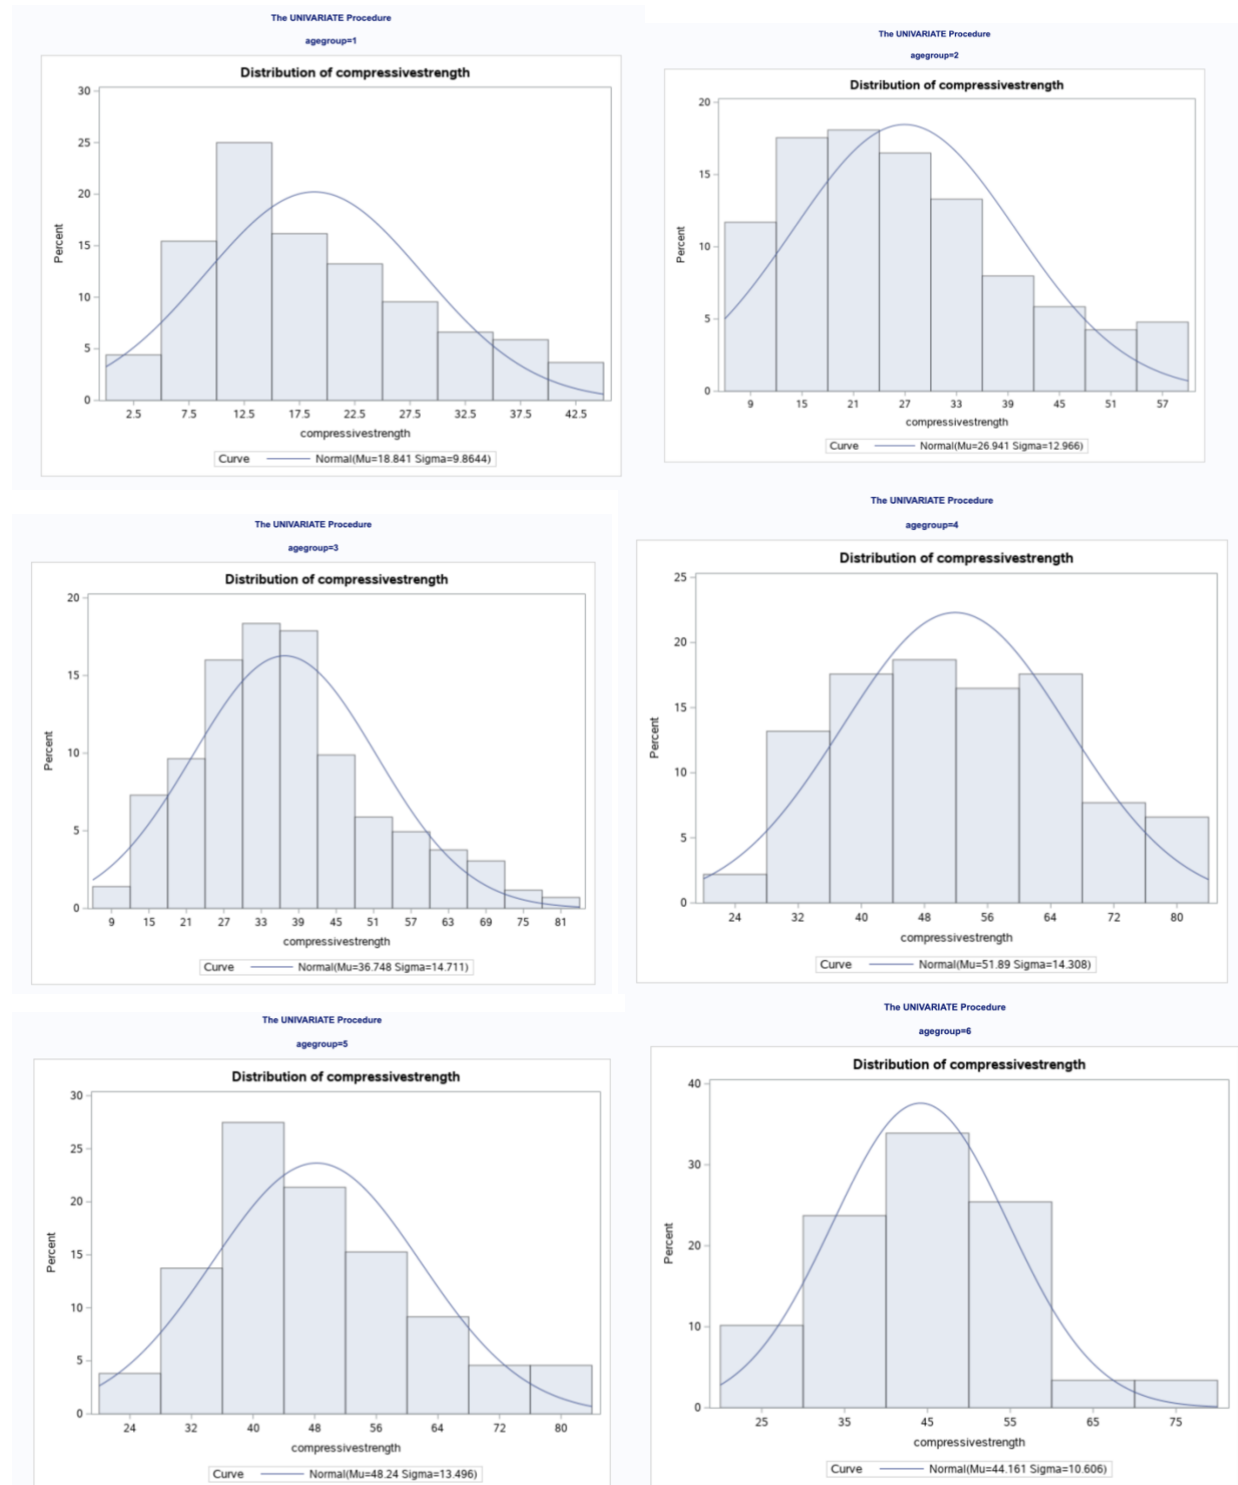 The UNIVARIATE Procedure
agegroup=1
Distribution of compressivestrength
30
25
20
15
10
5
0
Percent
2.5 7.5 12.5 17.5 22.5 27.5 32.5 37.5 42.5
compressivestrength
Curve Normal(Mu=18.841 Sigma=9.8644)
The UNIVARIATE Procedure
agegroup=2
Distribution of compressivestrength
20
15
10
5
0
Percent
9 15 21 27 33 39 45 51 57
compressivestrength
Curve Normal(Mu=26.941 Sigma=12.966)
The UNIVARIATE Procedure
agegroup=3
Distribution of compressivestrength
20
15
10
5
0
Percent
9 15 21 27 33 39 45 51 57 63 69 75 81
compressivestrength
Curve Normal(Mu=36.748 Sigma=14.711)
The UNIVARIATE Procedure
agegroup=4
Distribution of compressivestrength
25
20
15
10
5
0
Percent
24 32 40 48 56 64 72 80
compressivestrength
Curve Normal(Mu=51.89 Sigma=14.308)
The UNIVARIATE Procedure
agegroup=5
Distribution of compressivestrength
30
25
20
15
10
5
0
Percent
24 32 40 48 56 64 72 80
compressivestrength
Curve Normal(Mu=48.24 Sigma=13.496)
The UNIVARIATE Procedure
agegroup=6
Distribution of compressivestrength
40
30
20
10
0
Percent
25 35 45 55 65 75
compressivestrength
Curve Normal(Mu=44.161 Sigma=10.606)